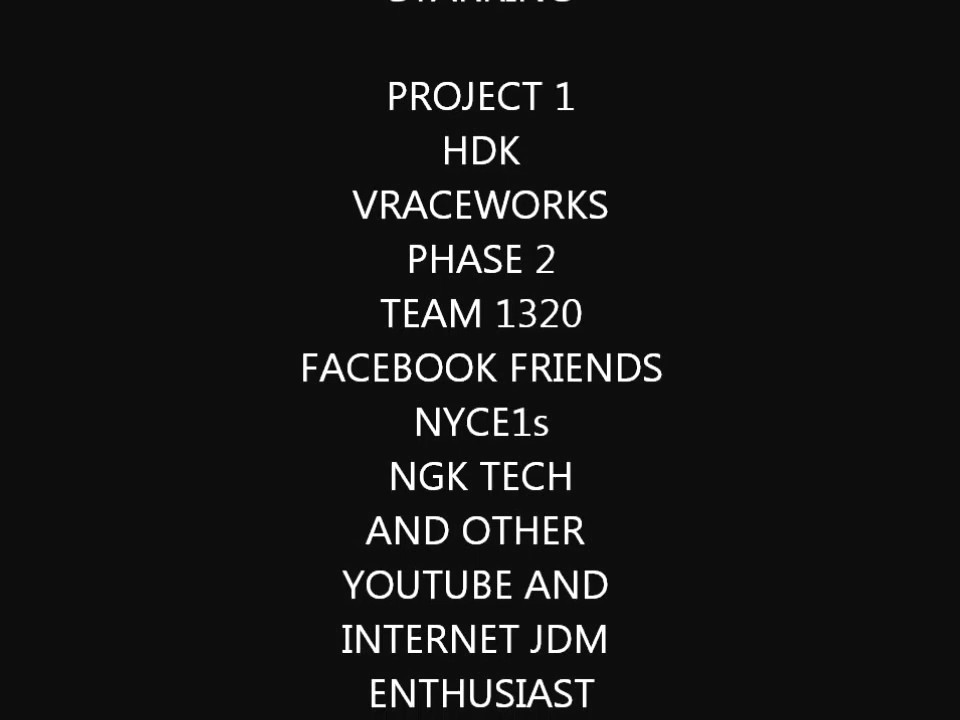 STARRING
PROJECT 1
HDK
VRACEWORKS
PHASE 2
TEAM 1320
FACEBOOK FRIENDS
NYCE1s
NGK TECH
AND OTHER
YOUTUBE AND
INTERNET JDM
ENTHUSIAST